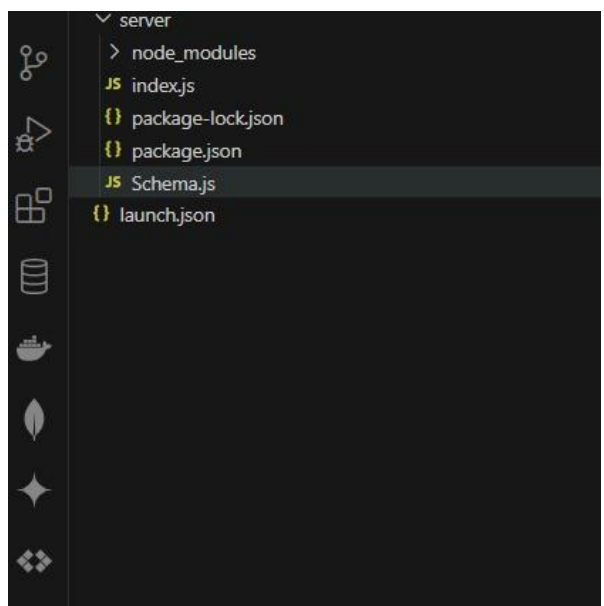 server
node_modules
JS index.js
{} package-lock.json
{} package.json
JS Schema.js
{} launch.json